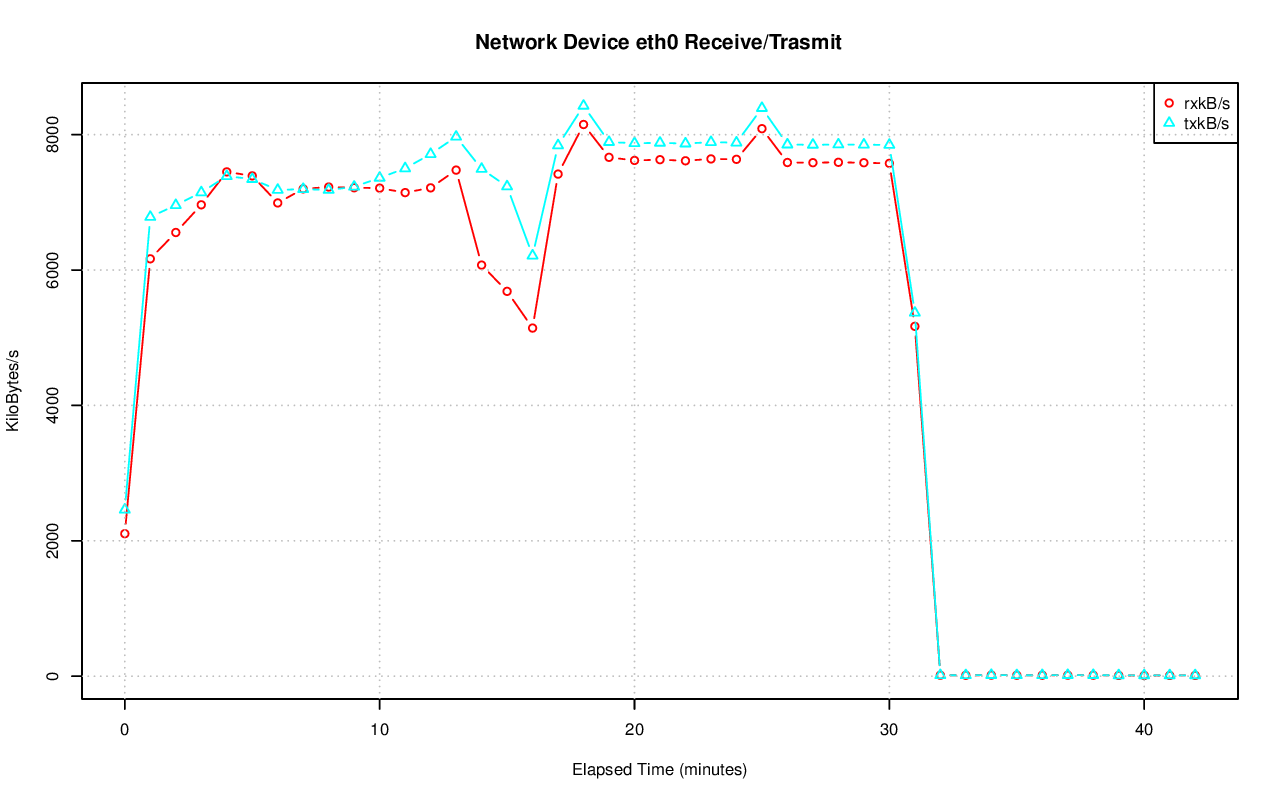 Network Device eth0 Receive/Trasmit
rxkB/s
txkB/s
KiloBytes/s
8000
6000
4000
2000
0
0 10 20 30 40
Elapsed Time (minutes)